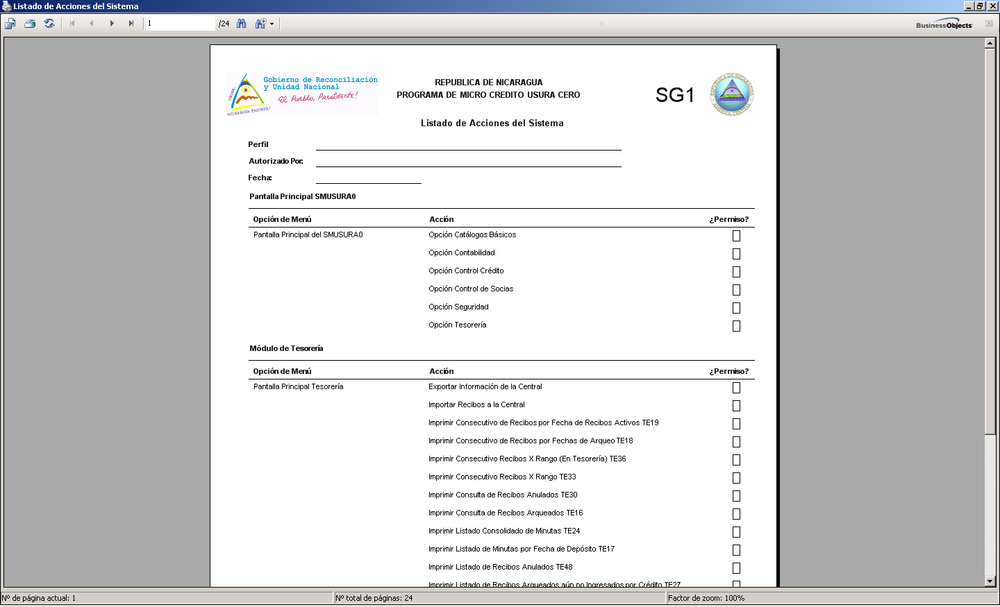 Listado de Acciones del Sistema
1 /24
BusinessObjects
Gobierno de Reconciliación
y Unidad Nacional
El Pueblo, Presidente!
UNIDA,
NICARAGUA TRIUNFA!
REPUBLICA DE NICARAGUA
PROGRAMA DE MICRO CREDITO USURA CERO
SG1
REPUBLICA DE NICARAGUA
AMERICA CENTRAL
Listado de Acciones del Sistema
Perfil
Autorizado Por:
Fecha:
Pantalla Principal SMUSURA0
Opción de Menú Acción ¿Permiso?
Pantalla Principal del SMUSURA0 Opción Catálogos Básicos
Opción Contabilidad
Opción Control Crédito
Opción Control de Socias
Opción Seguridad
Opción Tesorería
Módulo de Tesorería
Opción de Menú Acción ¿Permiso?
Pantalla Principal Tesorería Exportar Información de la Central
Importar Recibos a la Central
Imprimir Consecutivo de Recibos por Fecha de Recibos Activos TE19
Imprimir Consecutivo de Recibos por Fechas de Arqueo TE18
Imprimir Consecutivo Recibos X Rango (En Tesorería) TE36
Imprimir Consecutivo Recibos X Rango TE33
Imprimir Consulta de Recibos Anulados TE30
Imprimir Consulta de Recibos Arqueados TE16
Imprimir Listado Consolidado de Minutas TE24
Imprimir Listado de Minutas por Fecha de Depósito TE17
Imprimir Listado de Recibos Anulados TE48
Imprimir Listado de Recibos Arqueados aún no Ingresados por Crédito TE27
Nº de página actual: 1 Nº total de páginas: 24 Factor de zoom: 100%